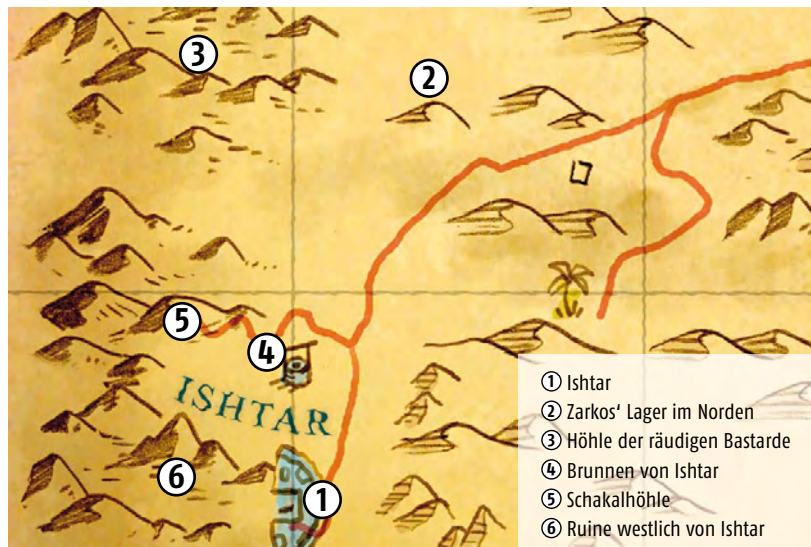 3
2
5
4
ISHTAR
6
1
1 Ishtar
2 Zarkos‘ Lager im Norden
3 Höhle der räudigen Bastarde
4 Brunnen von Ishtar
5 Schakalhöhle
6 Ruine westlich von Ishtar